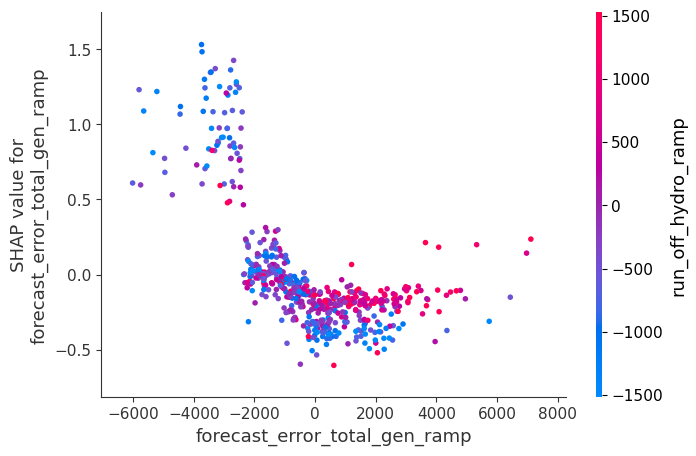 SHAP value for
forecast_error_total_gen_ramp
1.5
1.0
0.5
0.0
−0.5
−6000 −4000 −2000 0 2000 4000 6000 8000
forecast_error_total_gen_ramp
1500
1000
500
0
−500
−1000
−1500
run_off_hydro_ramp